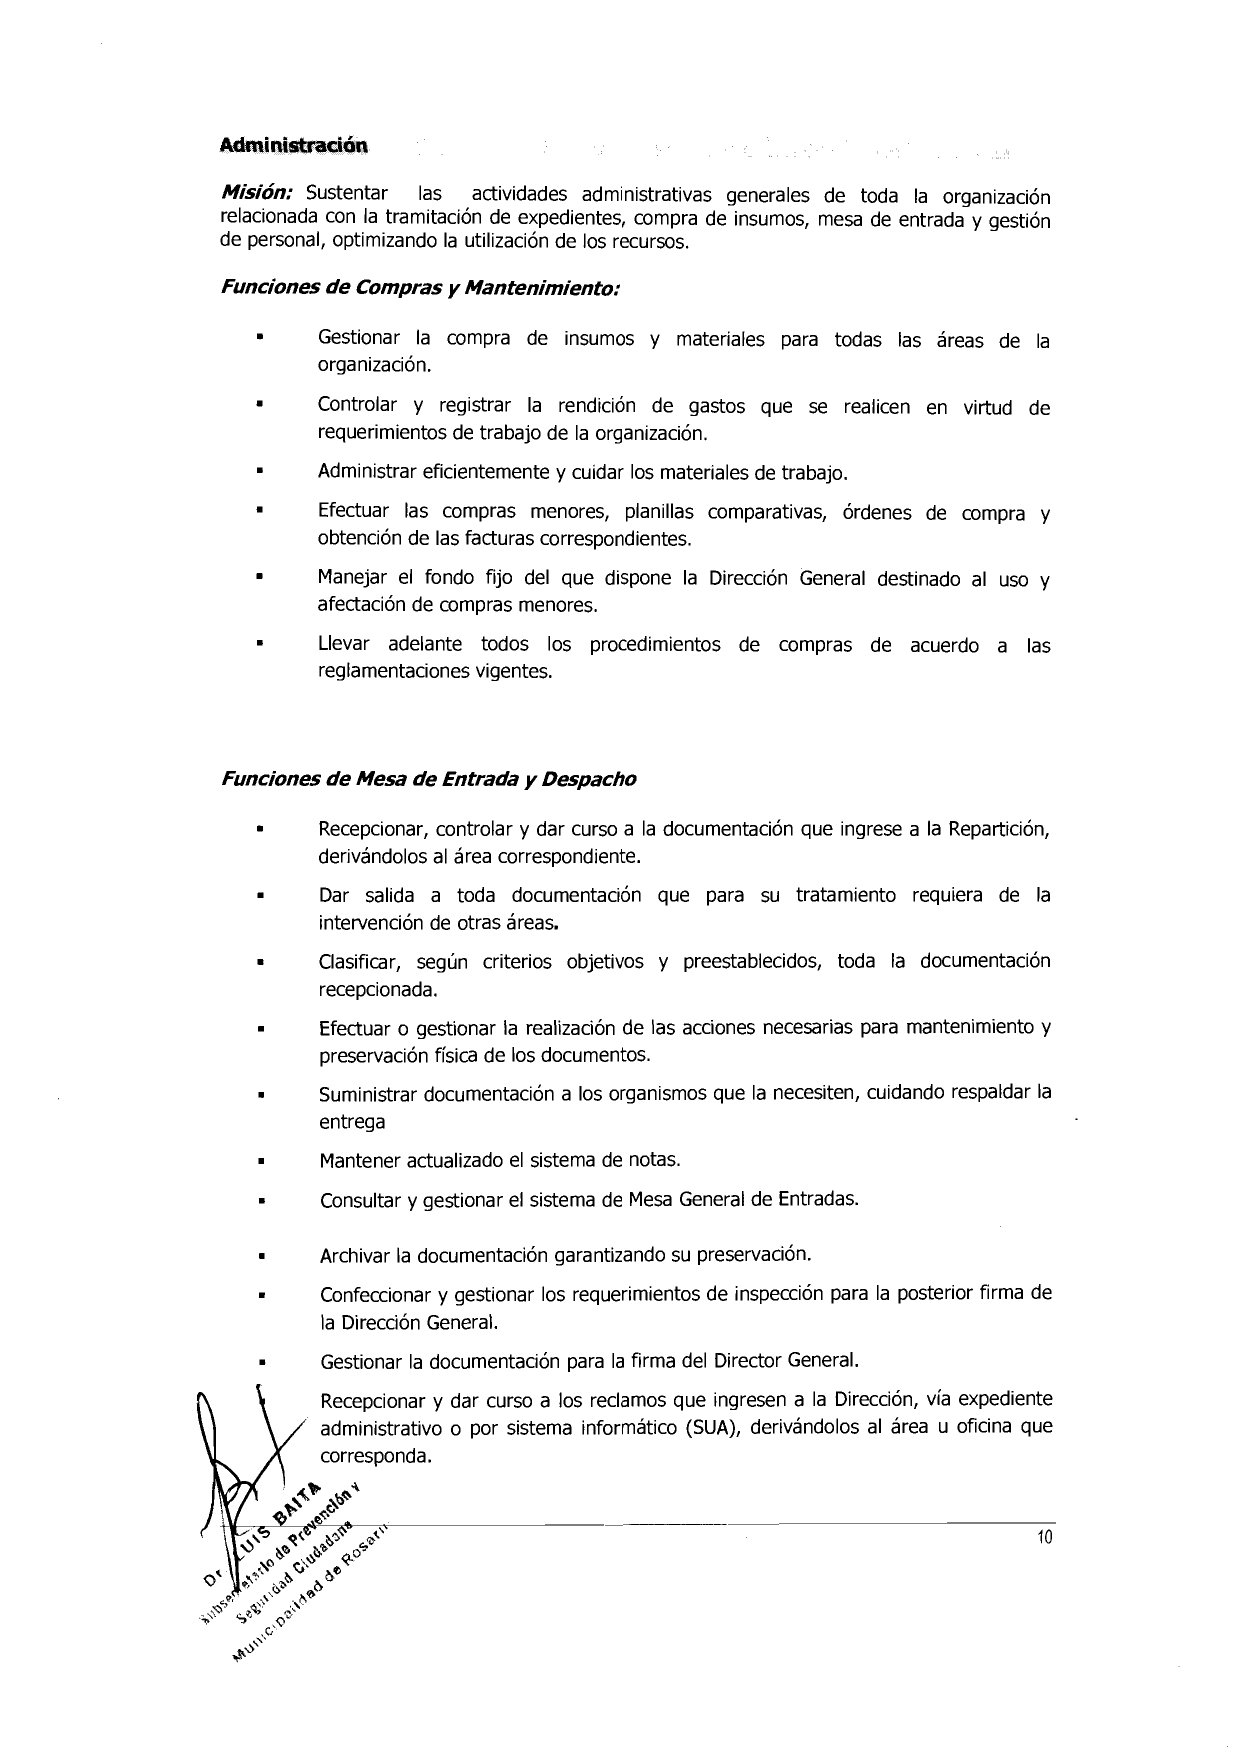 Administración
Misión: Sustentar las actividades administrativas generales de toda la organización
relacionada con la tramitación de expedientes, compra de insumos, mesa de entrada y gestión
de personal, optimizando la utilización de los recursos.
Funciones de Compras y Mantenimiento:
▪ Gestionar la compra de insumos y materiales para todas las áreas de la
organización.
▪ Controlar y registrar la rendición de gastos que se realicen en virtud de
requerimientos de trabajo de la organización.
▪ Administrar eficientemente y cuidar los materiales de trabajo.
▪ Efectuar las compras menores, planillas comparativas, órdenes de compra y
obtención de las facturas correspondientes.
▪ Manejar el fondo fijo del que dispone la Dirección General destinado al uso y
afectación de compras menores.
▪ Llevar adelante todos los procedimientos de compras de acuerdo a las
reglamentaciones vigentes.
Funciones de Mesa de Entrada y Despacho
▪ Recepcionar, controlar y dar curso a la documentación que ingrese a la Repartición,
derivándolos al área correspondiente.
▪ Dar salida a toda documentación que para su tratamiento requiera de la
intervención de otras áreas.
▪ Clasificar, según criterios objetivos y preestablecidos, toda la documentación
recepcionada.
▪ Efectuar o gestionar la realización de las acciones necesarias para mantenimiento y
preservación física de los documentos.
▪ Suministrar documentación a los organismos que la necesiten, cuidando respaldar la
entrega
▪ Mantener actualizado el sistema de notas.
▪ Consultar y gestionar el sistema de Mesa General de Entradas.
▪ Archivar la documentación garantizando su preservación.
▪ Confeccionar y gestionar los requerimientos de inspección para la posterior firma de
la Dirección General.
▪ Gestionar la documentación para la firma del Director General.
Recepcionar y dar curso a los reclamos que ingresen a la Dirección, vía expediente
administrativo o por sistema informático (SUA), derivándolos al área u oficina que
corresponda.
Dr. LUIS BAITA
Subsecretario de Prevención y
Seguridad Ciudadana
Municipalidad de Rosario
10